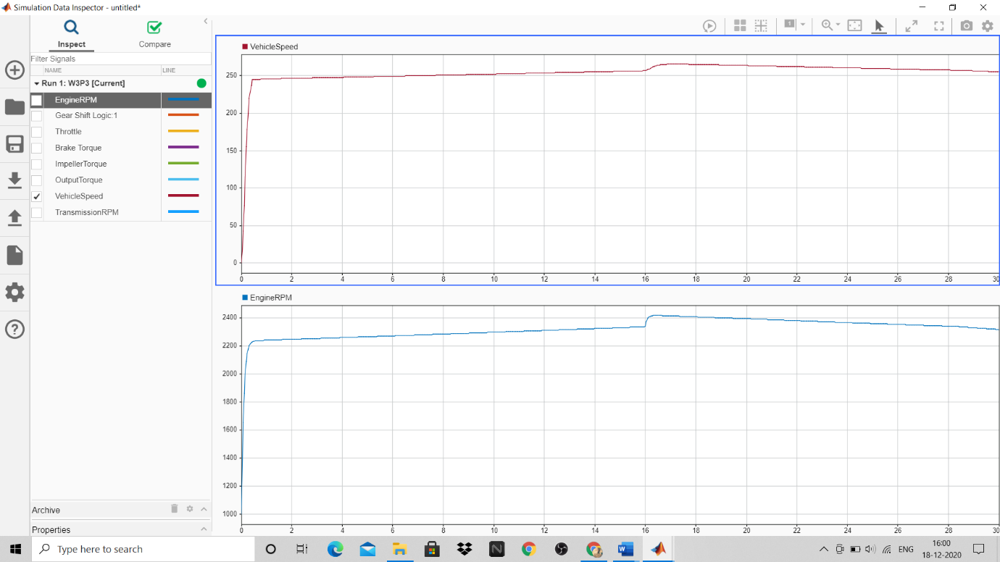 Simulation Data Inspector - untitled*
Inspect
Compare
Filter Signals
NAME
LINE
Run 1: W3P3 [Current]
EngineRPM
Gear Shift Logic:1
Throttle
Brake Torque
ImpellerTorque
OutputTorque
VehicleSpeed
TransmissionRPM
Archive
Properties
1
VehicleSpeed
250
200
150
100
50
0
0 2 4 6 8 10 12 14 16 18 20 22 24 26 28 30
EngineRPM
2400
2200
2000
1800
1600
1400
1200
1000
0 2 4 6 8 10 12 14 16 18 20 22 24 26 28 30
Type here to search
N
W
ENG
16:00
18-12-2020